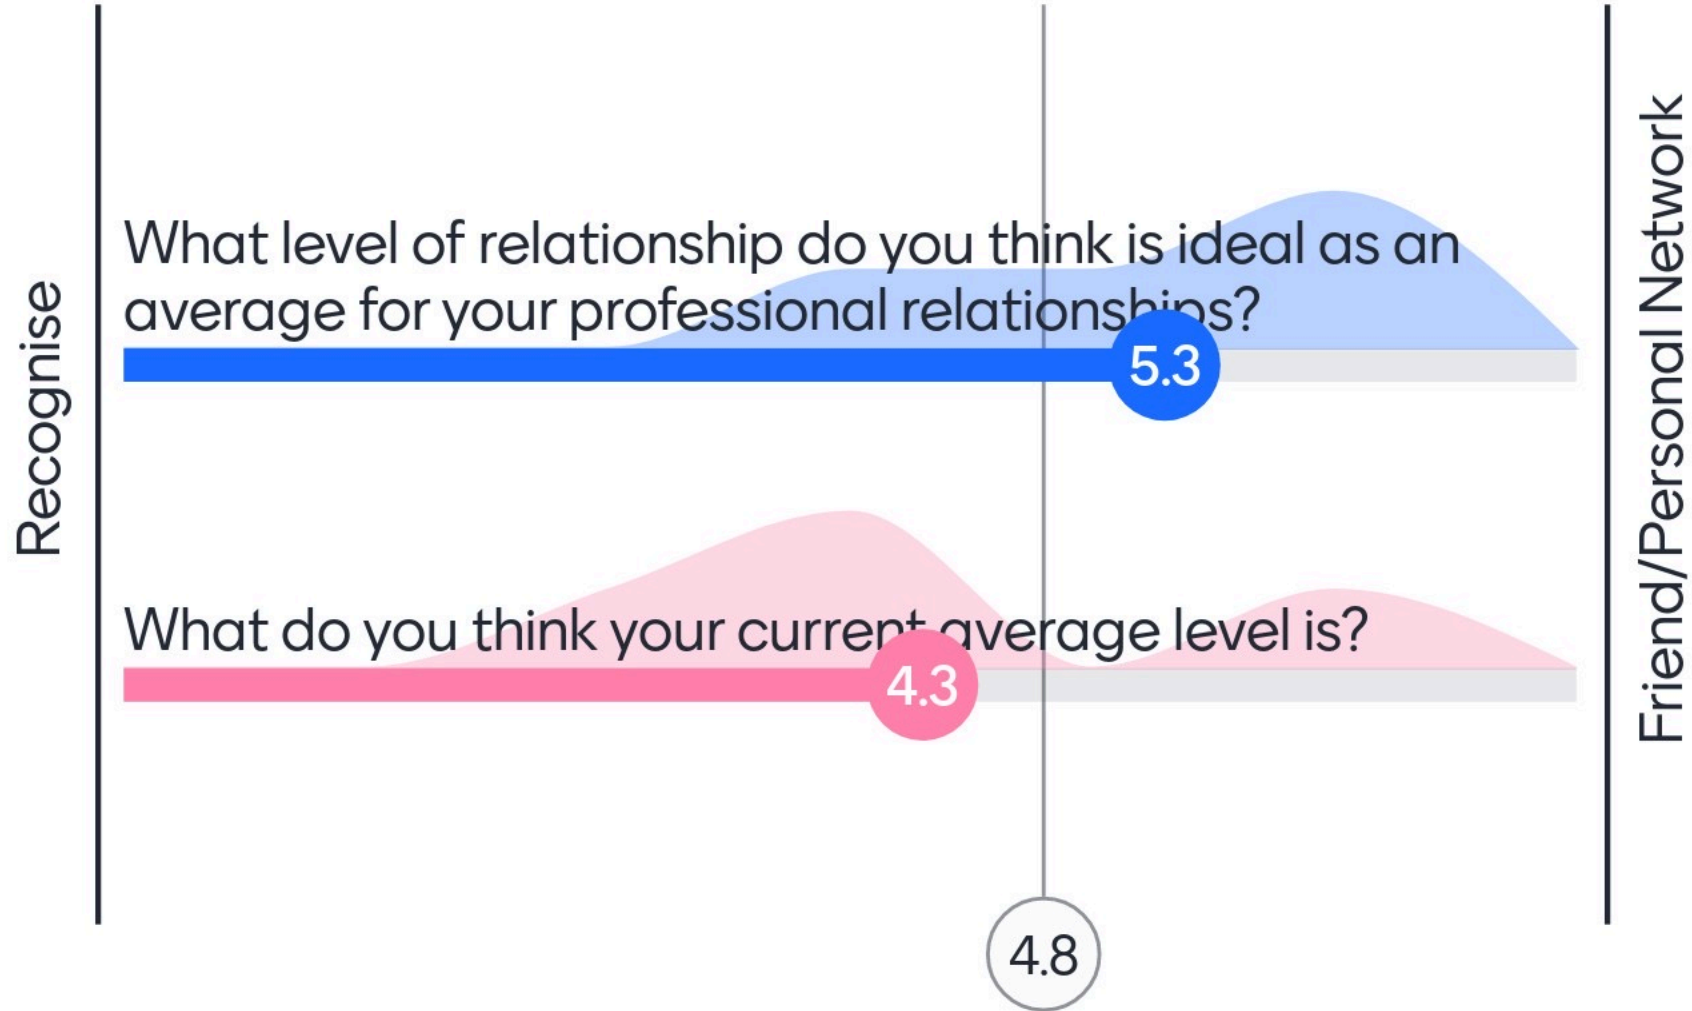 Recognise
What level of relationship do you think is ideal as an
average for your professional relationships?
5.3
What do you think your current average level is?
4.3
4.8
Friend/Personal Network